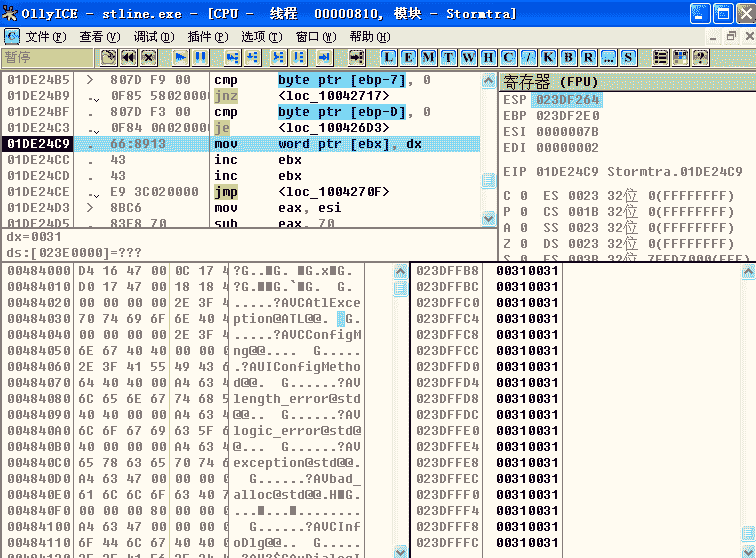 OllyICE - stline.exe - [CPU - 线程 00000810, 模块 - Stormtra]
C 文件(F) 查看(V) 调试(D) 插件(P) 选项(T) 窗口(W) 帮助(H)
暂停 L E M T W H C / K B R ... S ?
01DE24B5 > 807D F9 00 cmp byte ptr [ebp-7], 0
01DE24B9 .⌵ 0F85 58020000 jnz <loc_10042717>
01DE24BF . 807D F3 00 cmp byte ptr [ebp-D], 0
01DE24C3 .⌵ 0F84 0A020000 je <loc_100426D3>
01DE24C9 . 66:8913 mov word ptr [ebx], dx
01DE24CC . 43 inc ebx
01DE24CD . 43 inc ebx
01DE24CE .⌵ E9 3C020000 jmp <loc_1004270F>
01DE24D3 > 8BC6 mov eax, esi
01DE24D5 . 83E8 70 sub eax, 70
dx=0031
ds:[023E0000]=???
寄存器 (FPU)
ESP 023DF264
EBP 023DF2E0
ESI 0000007B
EDI 00000002
EIP 01DE24C9 Stormtra.01DE24C9
C 0 ES 0023 32位 0(FFFFFFFF)
P 0 CS 001B 32位 0(FFFFFFFF)
A 0 SS 0023 32位 0(FFFFFFFF)
Z 0 DS 0023 32位 0(FFFFFFFF)
S 0 FS 003B 32位 7FFD7000(FFF)
00484000 D4 16 47 00 0C 17 4 ?G..■G. ■G.x■G.
00484010 D0 17 47 00 18 18 4 ?G.■■G.`■G. G.
00484020 00 00 00 00 2E 3F 4 .....?AVCAtlExce
00484030 70 74 69 6F 6E 40 4 ption@ATL@@. G.
00484040 00 00 00 00 2E 3F 4 .....?AVCConfigM
00484050 6E 67 40 40 00 00 0 ng@@.... G.....
00484060 2E 3F 41 55 49 43 6 .?AUIConfigMethod
00484070 64 40 40 00 A4 63 4 d@@. G......?AV
00484080 6C 65 6E 67 74 68 5 length_error@std
00484090 40 40 00 00 A4 63 4 @@.. G......?AV
004840A0 6C 6F 67 69 63 5F 6 logic_error@std@
004840B0 40 00 00 00 A4 63 4 @... G......?AV
004840C0 65 78 63 65 70 74 6 exception@std@@.
004840D0 A4 63 47 00 00 00 0 G......?AVbad_
004840E0 61 6C 6C 6F 63 40 7 alloc@std@@.H■G.
004840F0 00 00 00 00 80 00 0 ....■...■.......
00484100 A4 63 47 00 00 00 0 G......?AVCInf
00484110 6F 44 6C 67 40 40 0 oDlg@@.. G.....
023DFFB8 00310031
023DFFBC 00310031
023DFFC0 00310031
023DFFC4 00310031
023DFFC8 00310031
023DFFCC 00310031
023DFFD0 00310031
023DFFD4 00310031
023DFFD8 00310031
023DFFDC 00310031
023DFFE0 00310031
023DFFE4 00310031
023DFFE8 00310031
023DFFEC 00310031
023DFFF0 00310031
023DFFF4 00310031
023DFFF8 00310031
023DFFFC 00310031